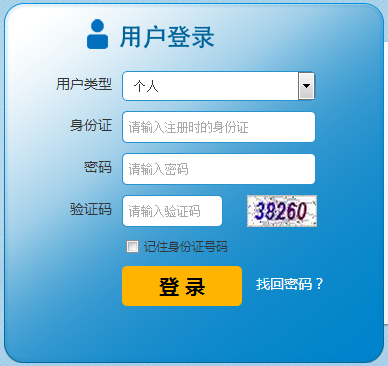 用户登录
用户类型 个人
身份证 请输入注册时的身份证
密码 请输入密码
验证码 请输入验证码 38260
记住身份证号码
登 录 找回密码？